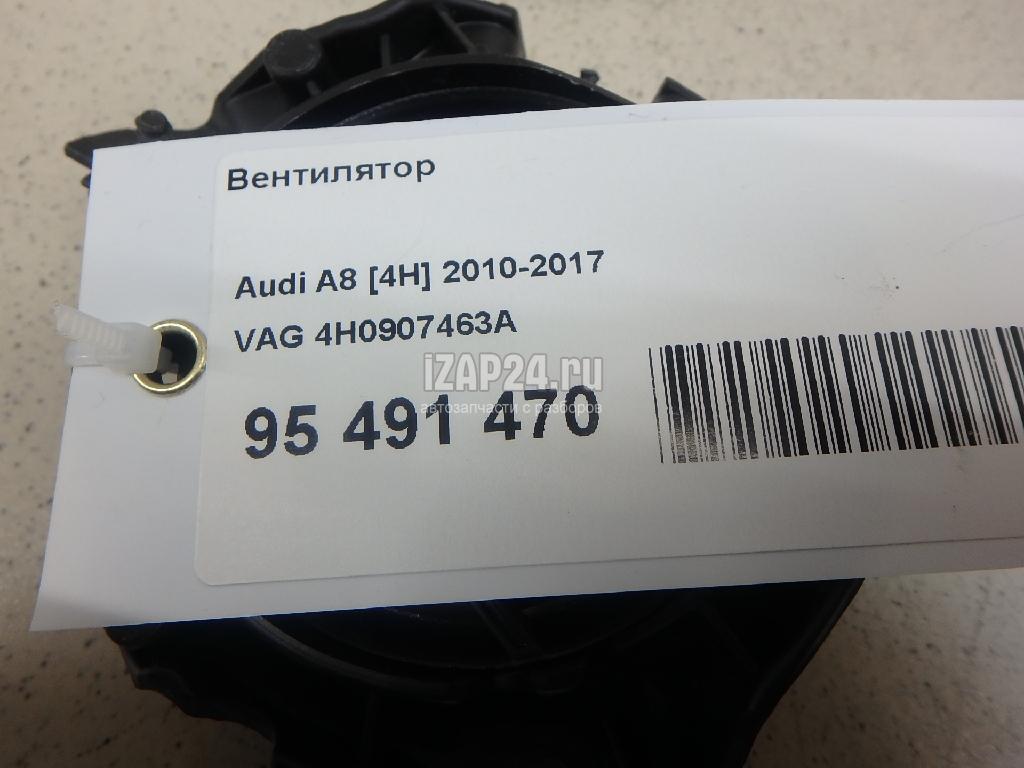 Вентилятор
Audi A8 [4H] 2010-2017
VAG 4H0907463A
iZAP24.ru
автозапчасти с разборов
95 491 470